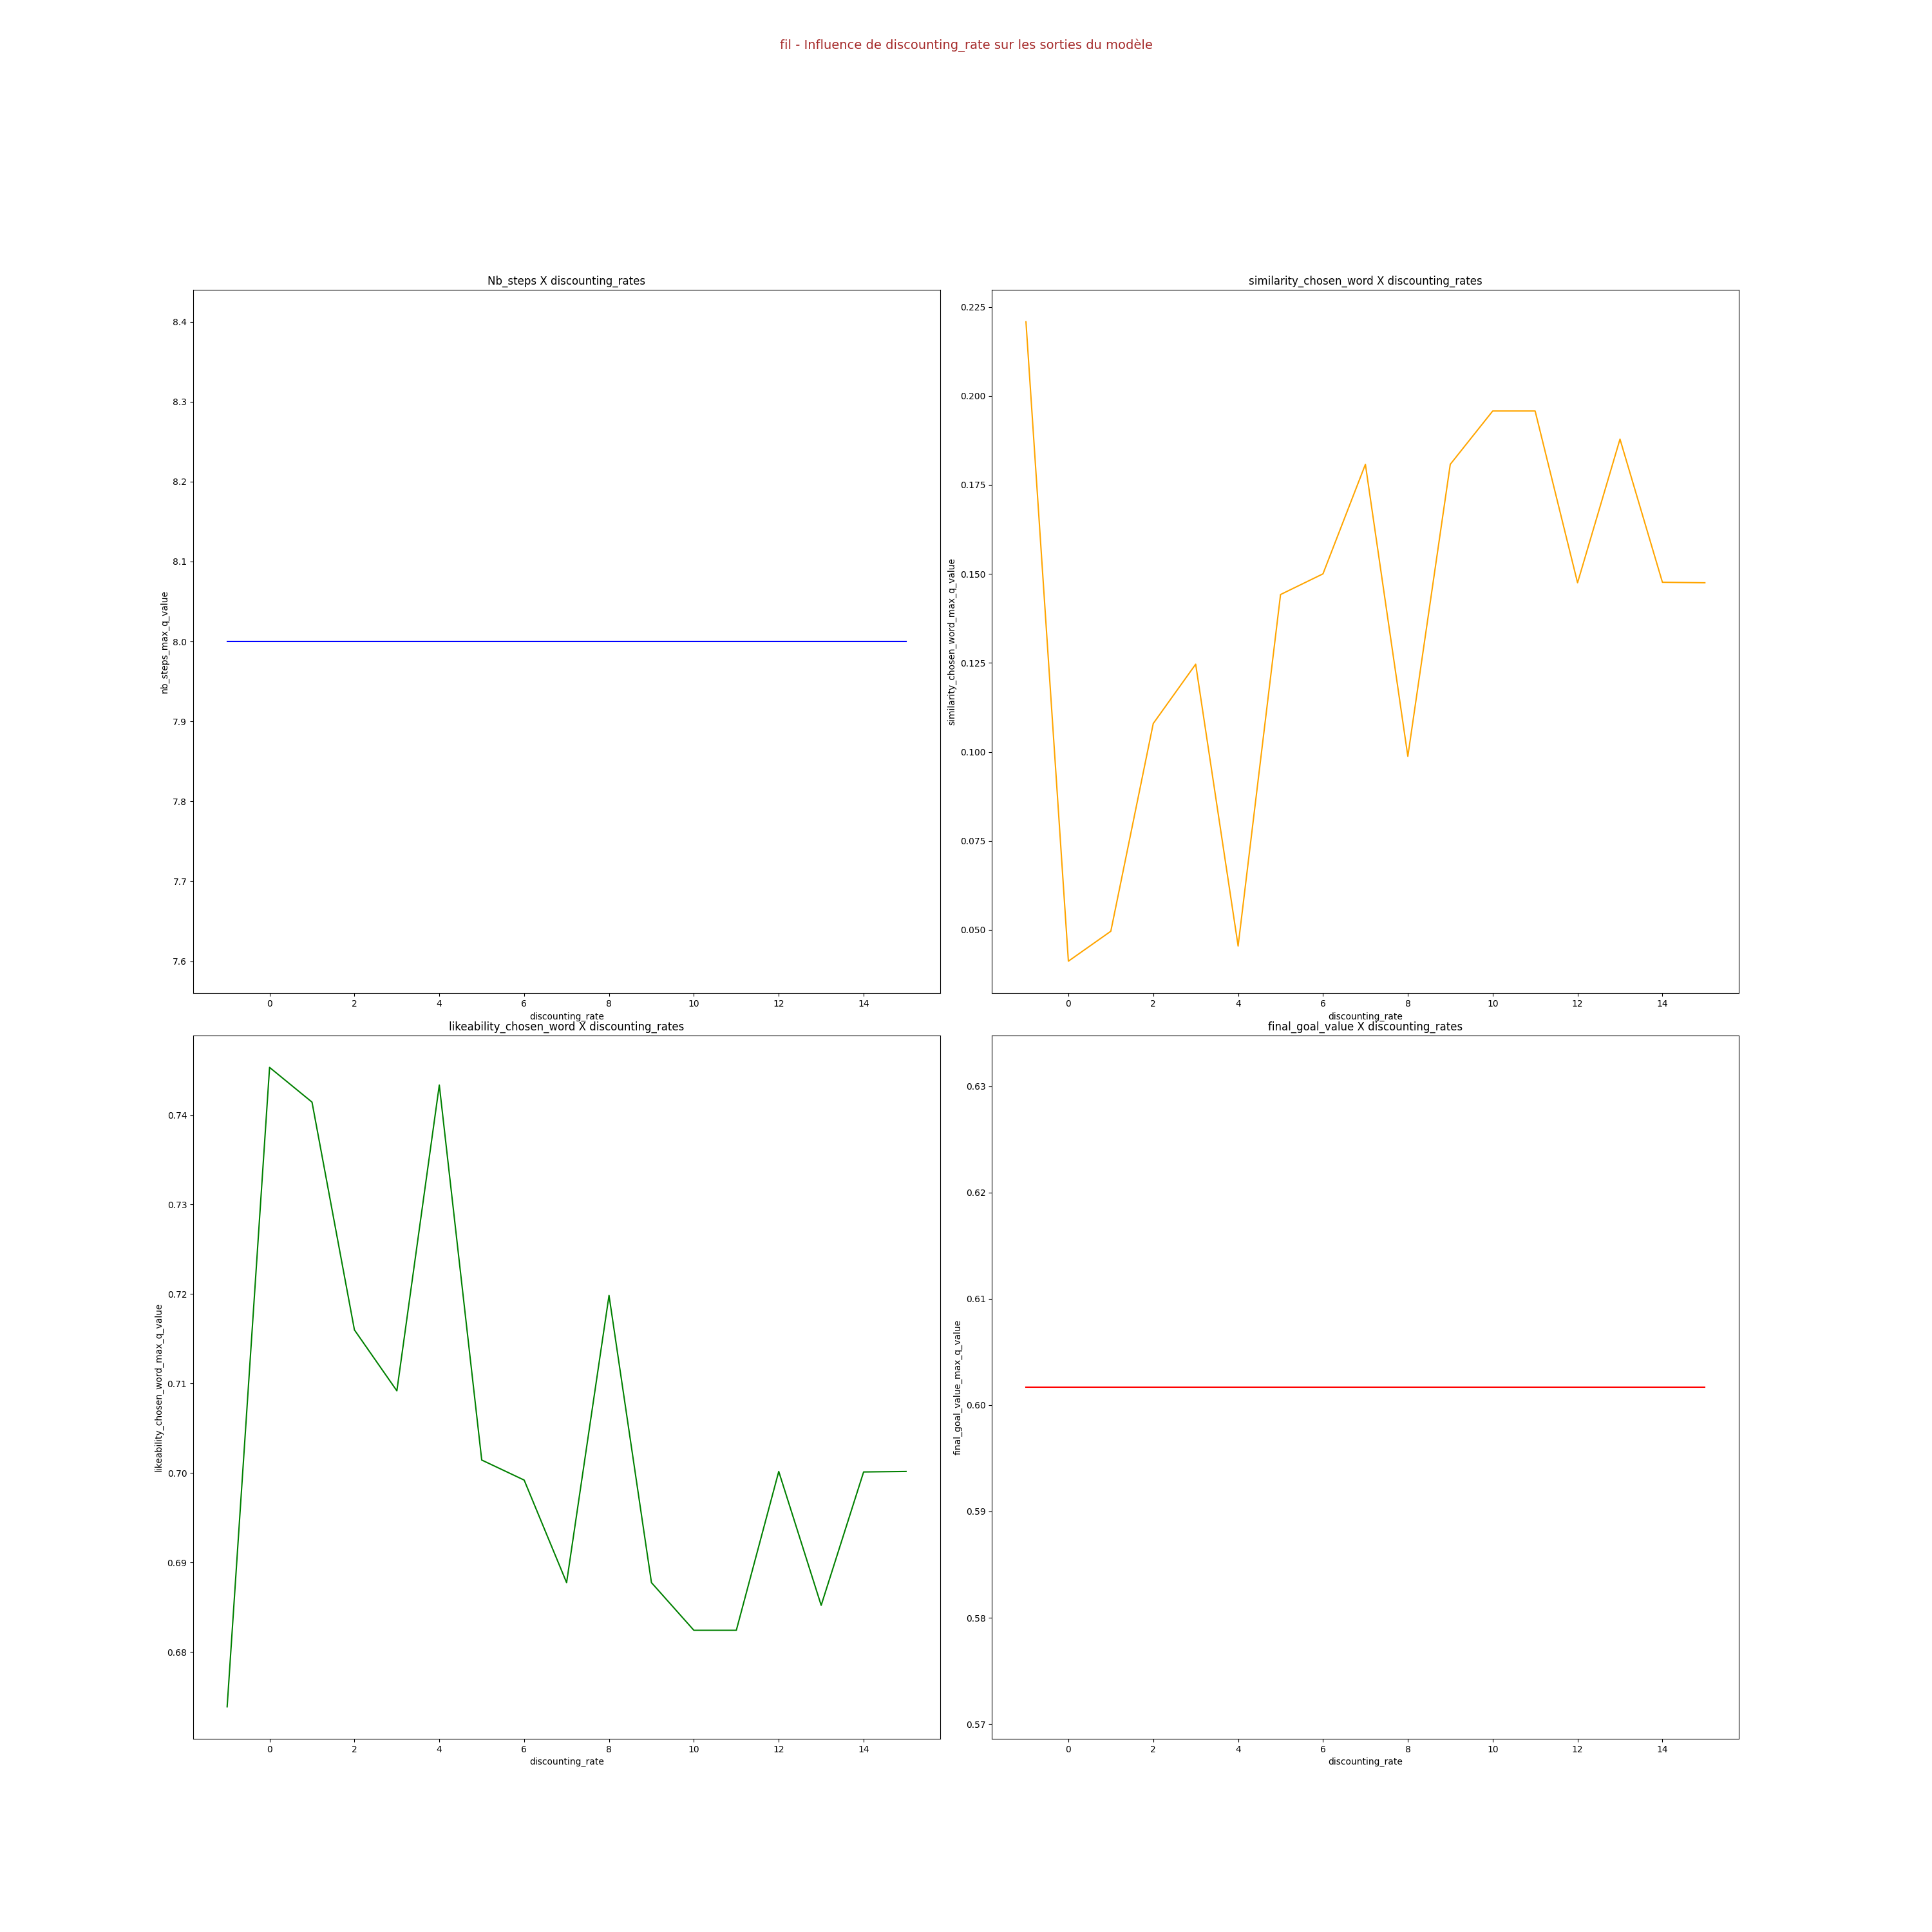 fil - Influence de discounting_rate sur les sorties du modèle
Nb_steps X discounting_rates
8.4
8.3
8.2
8.1
8.0
7.9
7.8
7.7
7.6
nb_steps_max_q_value
0 2 4 6 8 10 12 14
discounting_rate
similarity_chosen_word X discounting_rates
0.225
0.200
0.175
0.150
0.125
0.100
0.075
0.050
similarity_chosen_word_max_q_value
0 2 4 6 8 10 12 14
discounting_rate
likeability_chosen_word X discounting_rates
0.74
0.73
0.72
0.71
0.70
0.69
0.68
likeability_chosen_word_max_q_value
0 2 4 6 8 10 12 14
discounting_rate
final_goal_value X discounting_rates
0.63
0.62
0.61
0.60
0.59
0.58
0.57
final_goal_value_max_q_value
0 2 4 6 8 10 12 14
discounting_rate